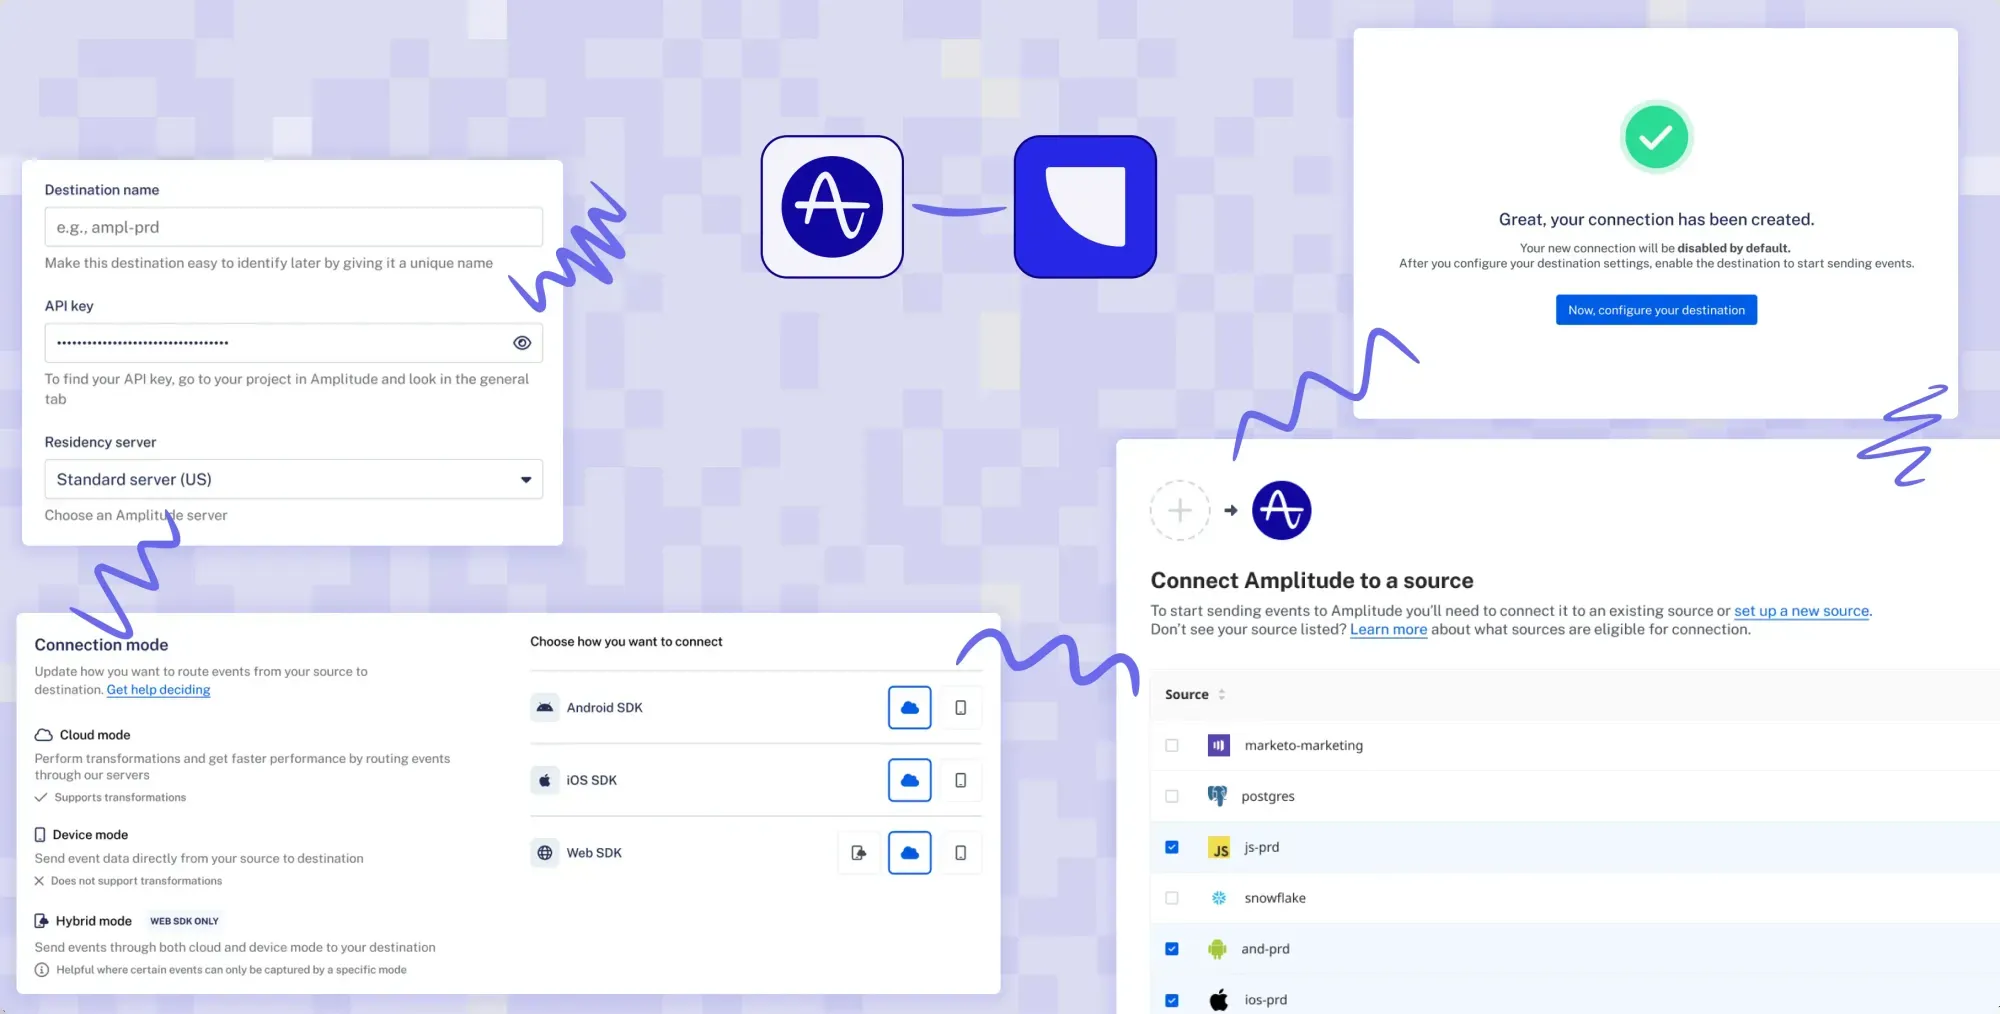 Destination name
e.g., ampl-prd
Make this destination easy to identify later by giving it a unique name
API key
To find your API key, go to your project in Amplitude and look in the general
tab
Residency server
Standard server (US)
Choose an Amplitude server
Great, your connection has been created.
Your new connection will be disabled by default.
After you configure your destination settings, enable the destination to start sending events.
Now, configure your destination
Connection mode
Update how you want to route events from your source to
destination. Get help deciding
Cloud mode
Perform transformations and get faster performance by routing events
through our servers
Supports transformations
Device mode
Send event data directly from your source to destination
Does not support transformations
Hybrid mode WEB SDK ONLY
Send events through both cloud and device mode to your destination
Helpful where certain events can only be captured by a specific mode
Choose how you want to connect
Android SDK
iOS SDK
Web SDK
Connect Amplitude to a source
To start sending events to Amplitude you'll need to connect it to an existing source or set up a new source.
Don't see your source listed? Learn more about what sources are eligible for connection.
Source
marketo-marketing
postgres
JS js-prd
snowflake
and-prd
ios-prd